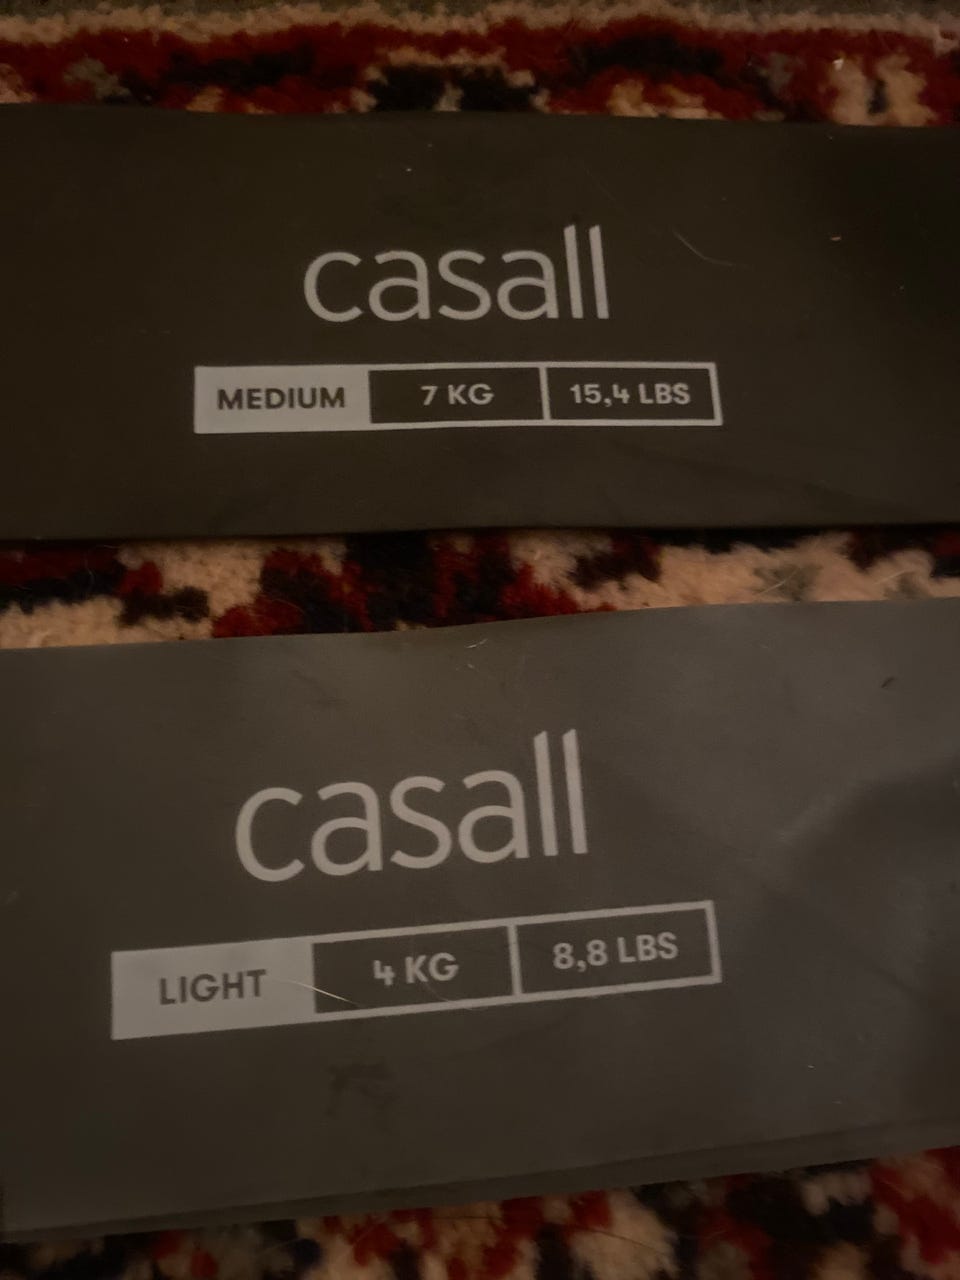 casall
MEDIUM 7 KG 15,4 LBS
casall
LIGHT 4 KG 8,8 LBS